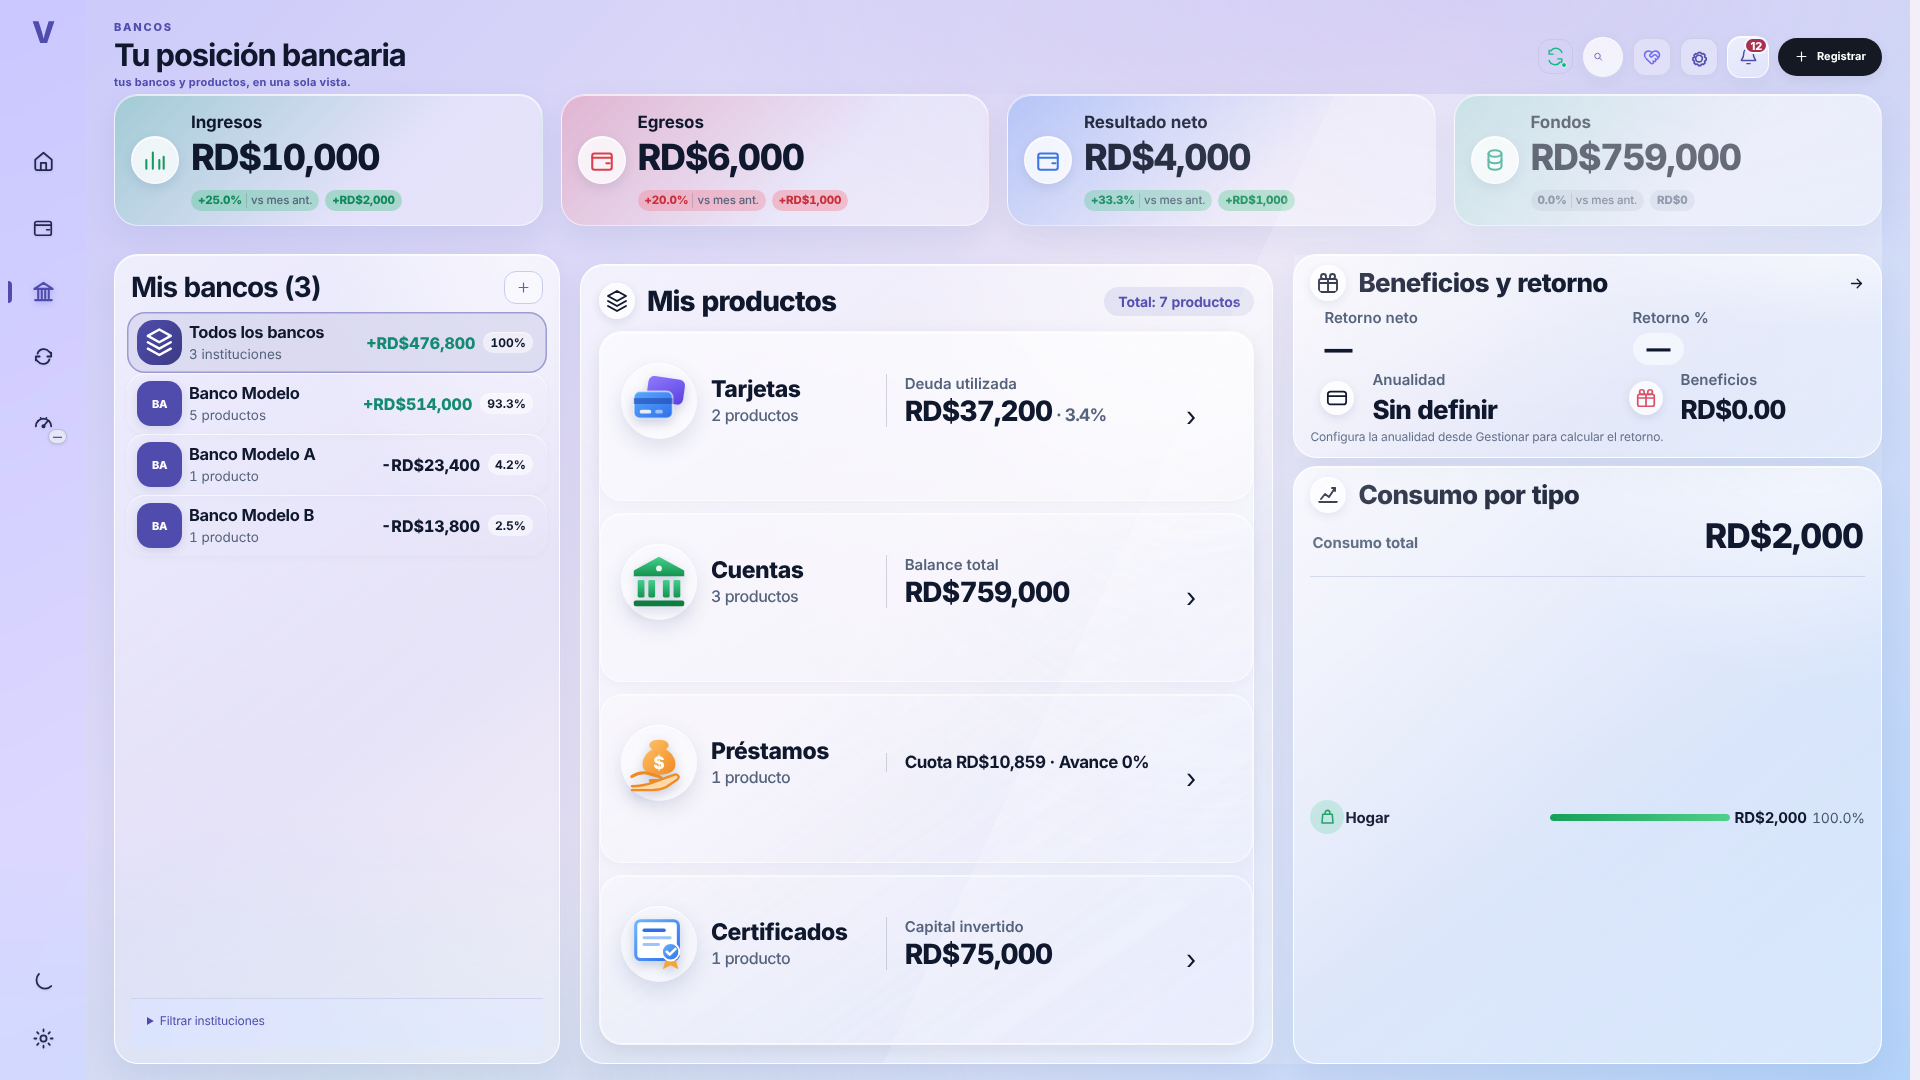 V
BANCOS
Tu posición bancaria
tus bancos y productos, en una sola vista.
12
+ Registrar
Ingresos
RD$10,000
+25.0% vs mes ant. +RD$2,000
Egresos
RD$6,000
+20.0% vs mes ant. +RD$1,000
Resultado neto
RD$4,000
+33.3% vs mes ant. +RD$1,000
Fondos
RD$759,000
0.0% vs mes ant. RD$0
Mis bancos (3)
+
Todos los bancos
3 instituciones
+RD$476,800 100%
BA
Banco Modelo
5 productos
+RD$514,000 93.3%
BA
Banco Modelo A
1 producto
-RD$23,400 4.2%
BA
Banco Modelo B
1 producto
-RD$13,800 2.5%
Filtrar instituciones
Mis productos
Total: 7 productos
Tarjetas
2 productos
Deuda utilizada
RD$37,200 · 3.4%
Cuentas
3 productos
Balance total
RD$759,000
$
Préstamos
1 producto
Cuota RD$10,859 · Avance 0%
Certificados
1 producto
Capital invertido
RD$75,000
Beneficios y retorno
Retorno neto
—
Retorno %
—
Anualidad
Sin definir
Beneficios
RD$0.00
Configura la anualidad desde Gestionar para calcular el retorno.
Consumo por tipo
Consumo total
RD$2,000
Hogar
RD$2,000 100.0%